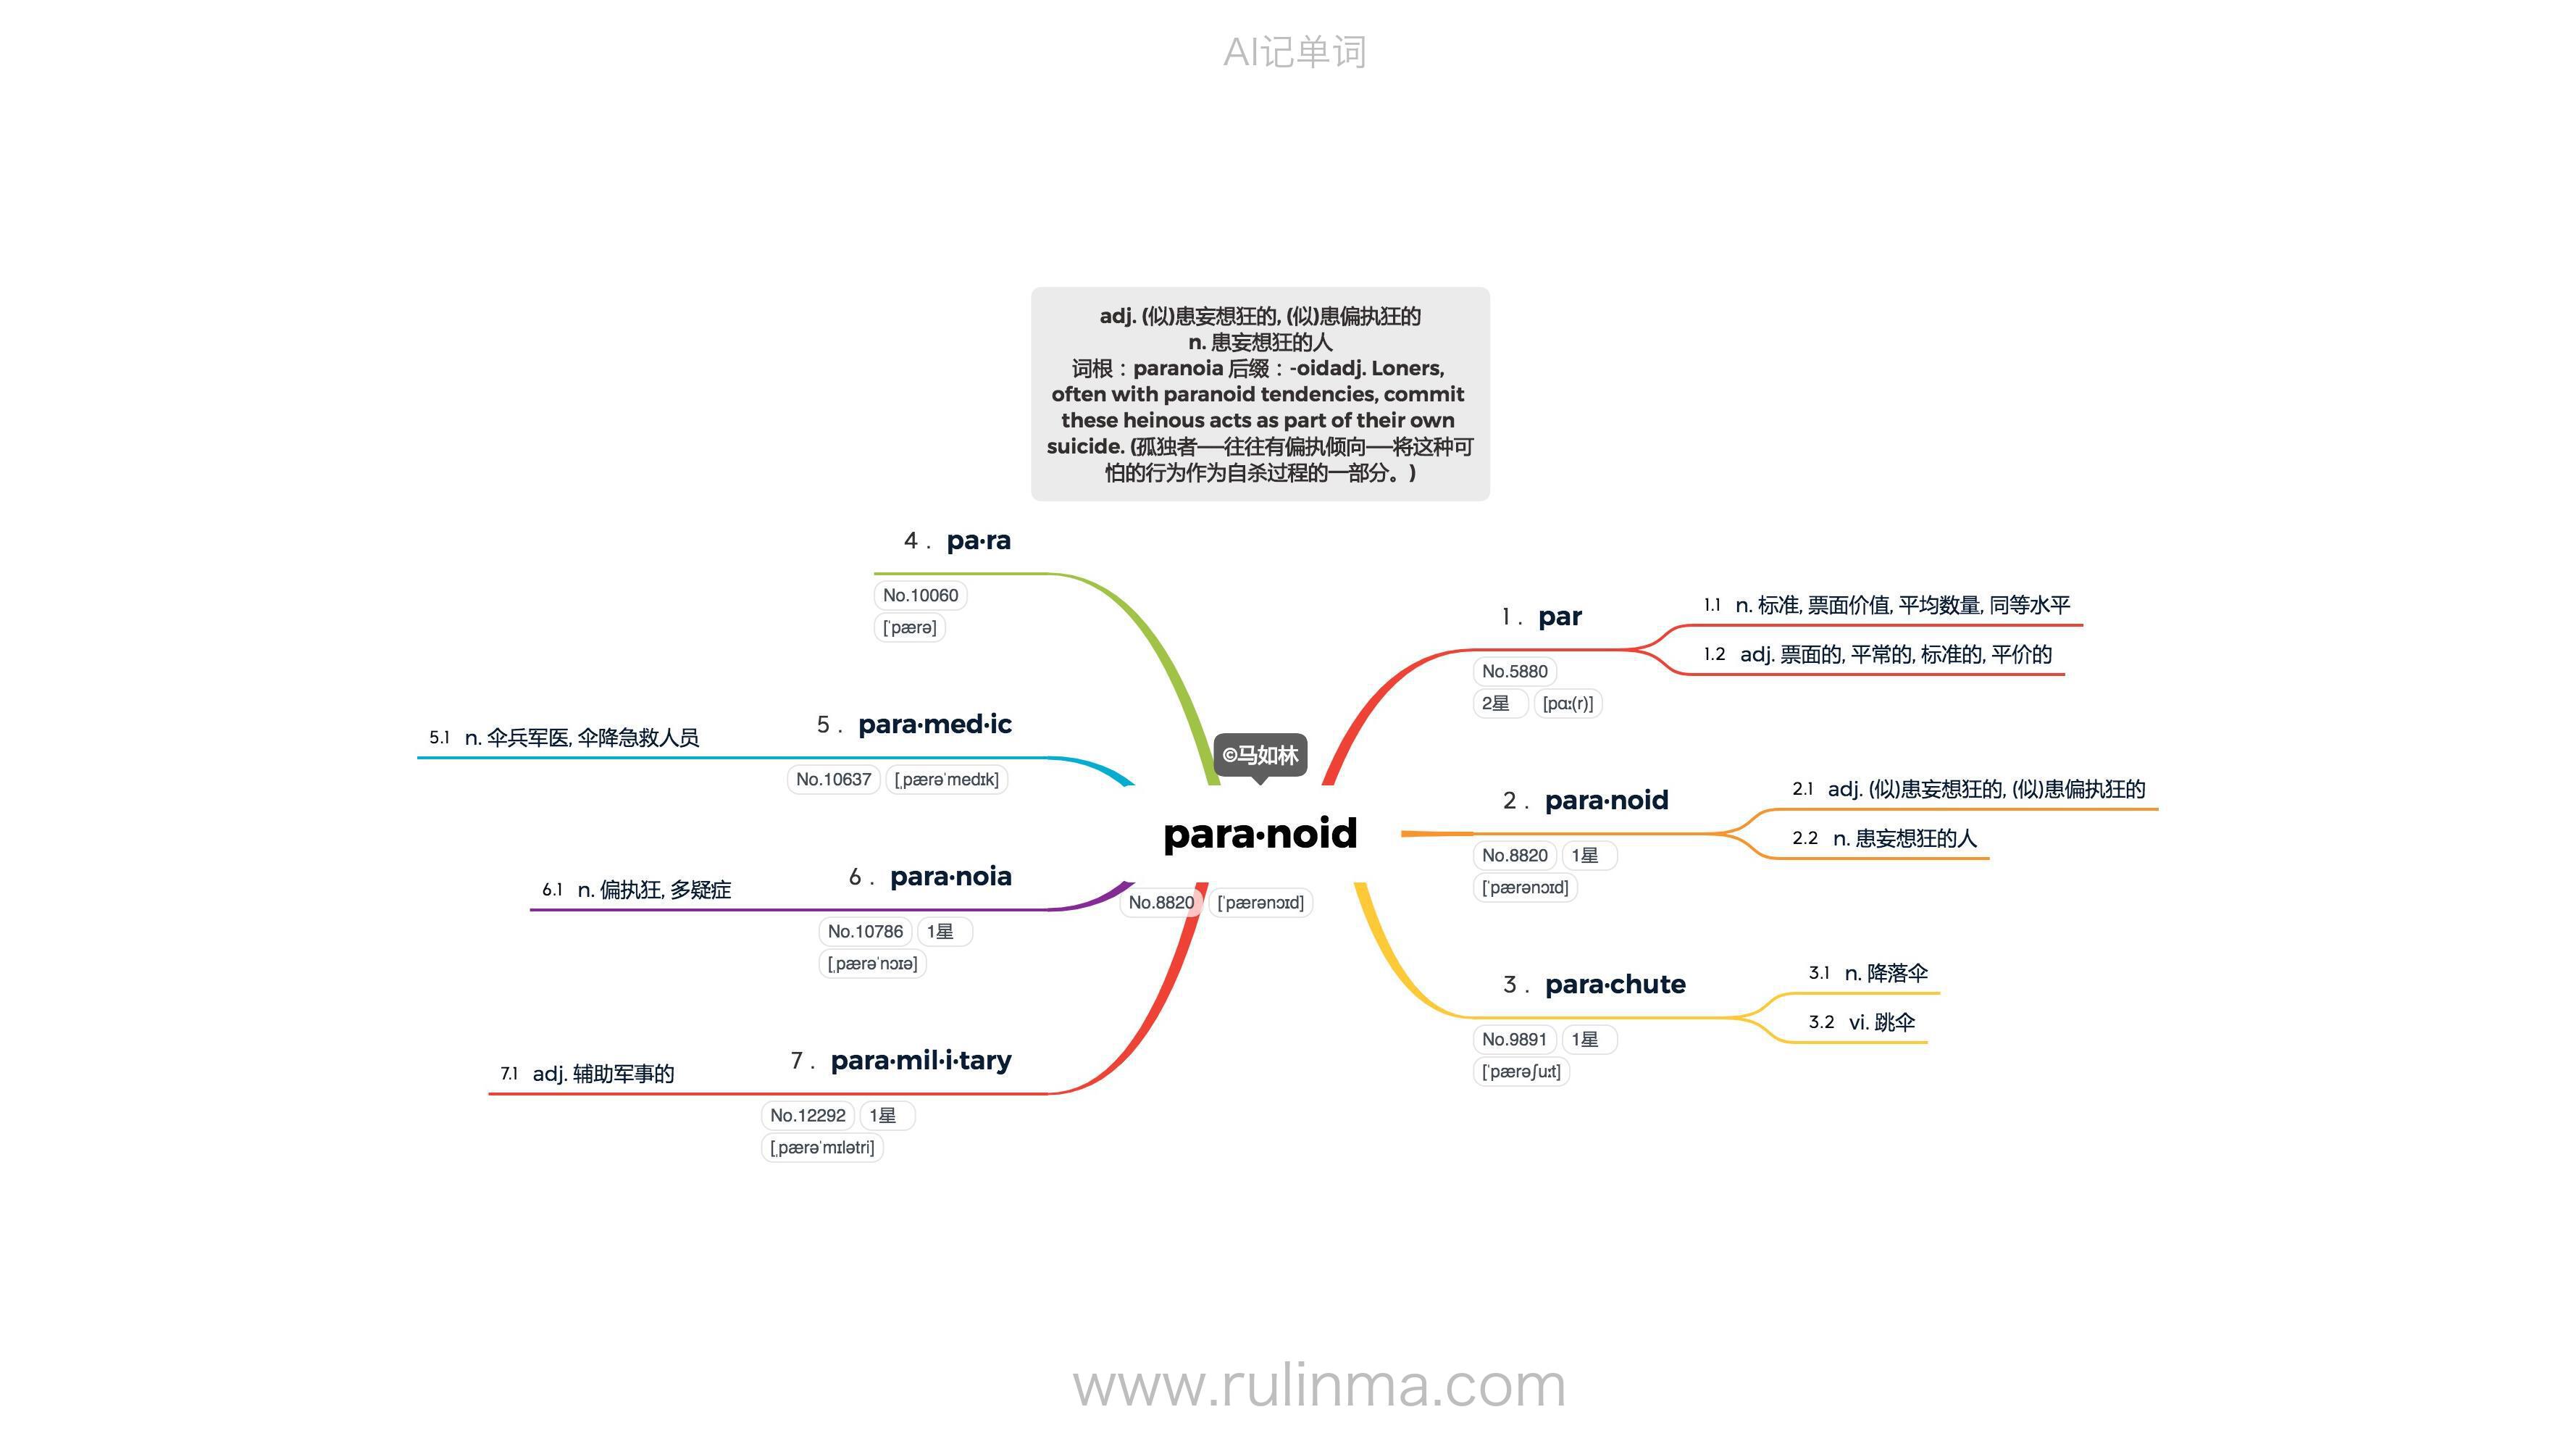 AI记单词
adj. (似)患妄想狂的, (似)患偏执狂的
n. 患妄想狂的人
词根：paranoia 后缀：-oidadj. Loners,
often with paranoid tendencies, commit
these heinous acts as part of their own
suicide. (孤独者──往往有偏执倾向──将这种可
怕的行为作为自杀过程的一部分。)
©马如林
para·noid
No.8820 ['pærənɔɪd]
1. par
No.5880
2星 [pɑː(r)]
1.1 n. 标准, 票面价值, 平均数量, 同等水平
1.2 adj. 票面的, 平常的, 标准的, 平价的
2. para·noid
No.8820 1星
['pærənɔɪd]
2.1 adj. (似)患妄想狂的, (似)患偏执狂的
2.2 n. 患妄想狂的人
3. para·chute
No.9891 1星
['pærəʃuːt]
3.1 n. 降落伞
3.2 vi. 跳伞
4. pa·ra
No.10060
['pærə]
5. para·med·ic
No.10637 [ˌpærə'medɪk]
5.1 n. 伞兵军医, 伞降急救人员
6. para·noia
No.10786 1星
[ˌpærə'nɔɪə]
6.1 n. 偏执狂, 多疑症
7. para·mil·i·tary
No.12292 1星
[ˌpærə'mɪlətri]
7.1 adj. 辅助军事的
www.rulinma.com